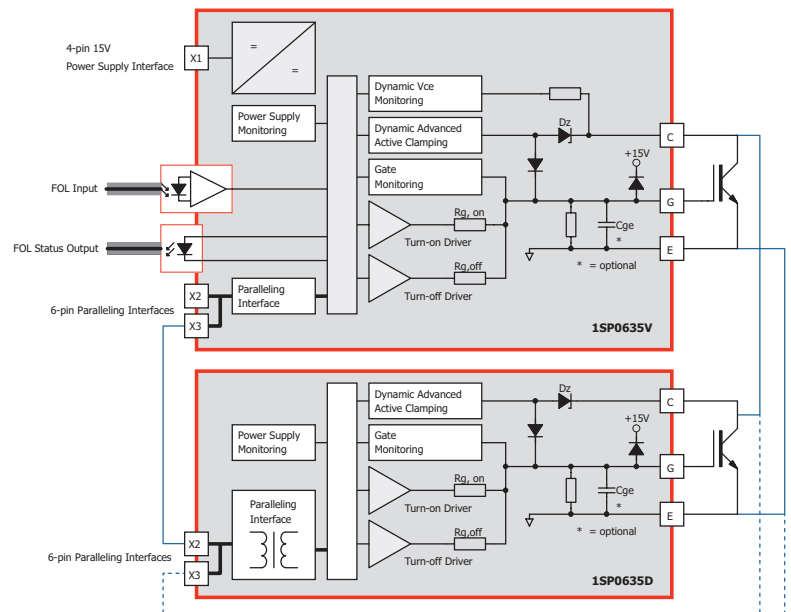 4-pin 15V
Power Supply Interface
X1
=
=
Dynamic Vce
Monitoring
Power Supply
Monitoring
Dynamic Advanced
Active Clamping
Dz
C
+15V
Gate
Monitoring
FOL Input
G
Rg, on
Cge
*
Turn-on Driver
FOL Status Output
E
Rg,off
* = optional
X2
Paralleling
Interface
Turn-off Driver
6-pin Paralleling Interfaces
X3
1SP0635V
Dynamic Advanced
Active Clamping
Dz
C
+15V
Power Supply
Monitoring
Gate
Monitoring
G
Rg, on
Cge
*
Paralleling
Interface
Turn-on Driver
E
Rg,off
* = optional
X2
6-pin Paralleling Interfaces
Turn-off Driver
X3
1SP0635D